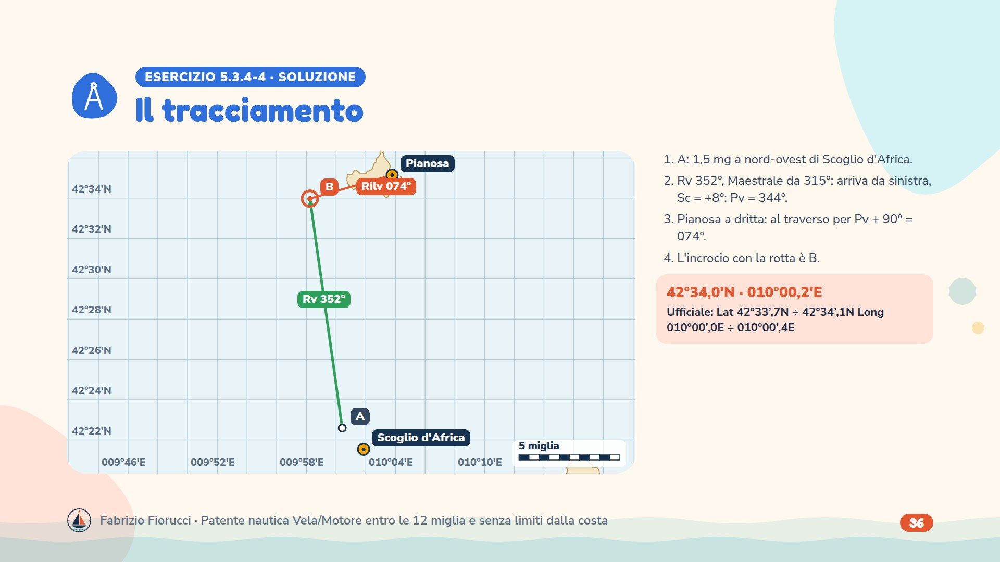 ESERCIZIO 5.3.4-4 · SOLUZIONE
Il tracciamento
Pianosa
B
Rilv 074°
42°34'N
42°32'N
42°30'N
Rv 352°
42°28'N
42°26'N
42°24'N
A
42°22'N
Scoglio d'Africa
5 miglia
009°46'E
009°52'E
009°58'E
010°04'E
010°10'E
1. A: 1,5 mg a nord-ovest di Scoglio d'Africa.
2. Rv 352°, Maestrale da 315°: arriva da sinistra,
Sc = +8°: Pv = 344°.
3. Pianosa a dritta: al traverso per Pv + 90° =
074°.
4. L'incrocio con la rotta è B.
42°34,0'N · 010°00,2'E
Ufficiale: Lat 42°33’,7N ÷ 42°34’,1N Long
010°00’,0E ÷ 010°00’,4E
Fabrizio Fiorucci · Patente nautica Vela/Motore entro le 12 miglia e senza limiti dalla costa
36